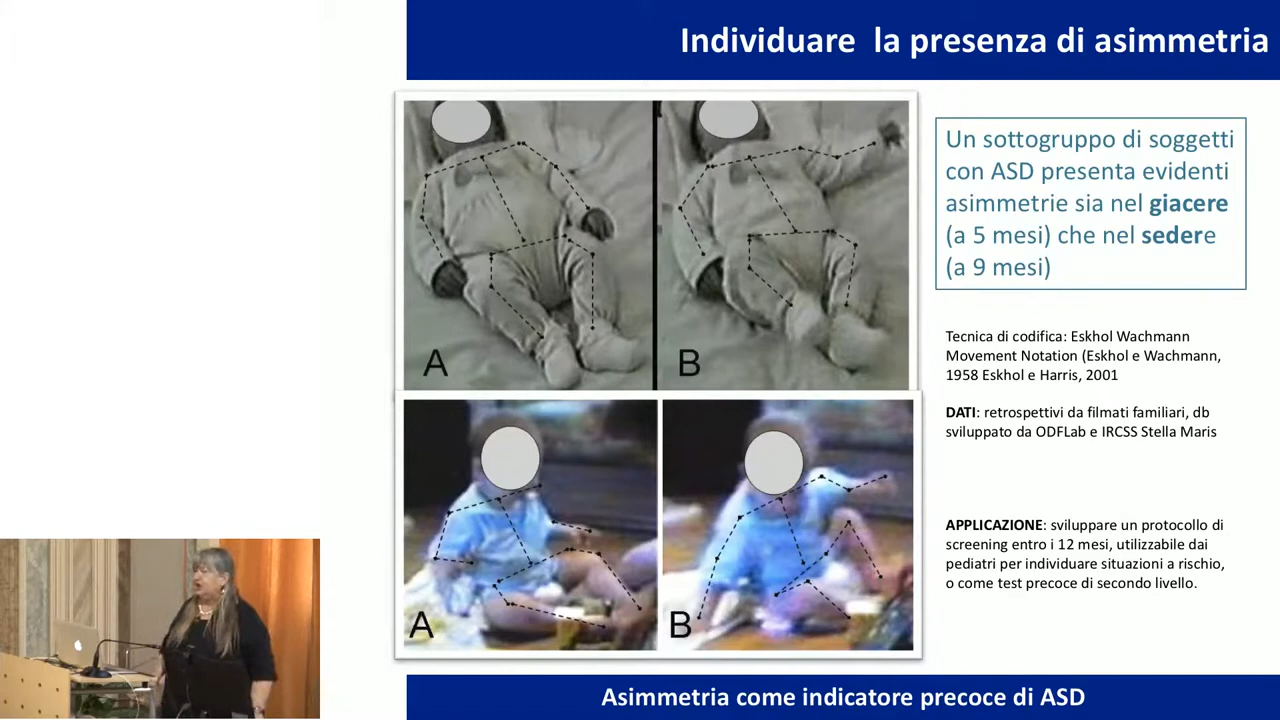 Individuare  la presenza di asimmetria
A
B
A
B
Un sottogruppo di soggetti
con ASD presenta evidenti
asimmetrie sia nel giacere
(a 5 mesi) che nel sedere
(a 9 mesi)
Tecnica di codifica: Eskhol Wachmann
Movement Notation (Eskhol e Wachmann,
1958 Eskhol e Harris, 2001
DATI: retrospettivi da filmati familiari, db
sviluppato da ODFLab e IRCSS Stella Maris
APPLICAZIONE: sviluppare un protocollo di
screening entro i 12 mesi, utilizzabile dai
pediatri per individuare situazioni a rischio,
o come test precoce di secondo livello.
Asimmetria come indicatore precoce di ASD